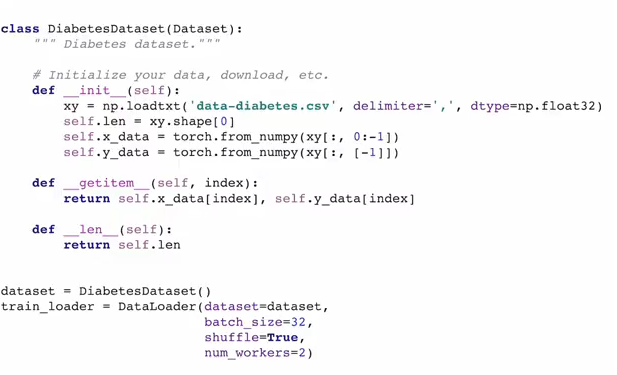 class DiabetesDataset(Dataset):
    """ Diabetes dataset."""

    # Initialize your data, download, etc.
    def __init__(self):
        xy = np.loadtxt('data-diabetes.csv', delimiter=',', dtype=np.float32)
        self.len = xy.shape[0]
        self.x_data = torch.from_numpy(xy[:, 0:-1])
        self.y_data = torch.from_numpy(xy[:, [-1]])

    def __getitem__(self, index):
        return self.x_data[index], self.y_data[index]

    def __len__(self):
        return self.len


dataset = DiabetesDataset()
train_loader = DataLoader(dataset=dataset,
                          batch_size=32,
                          shuffle=True,
                          num_workers=2)